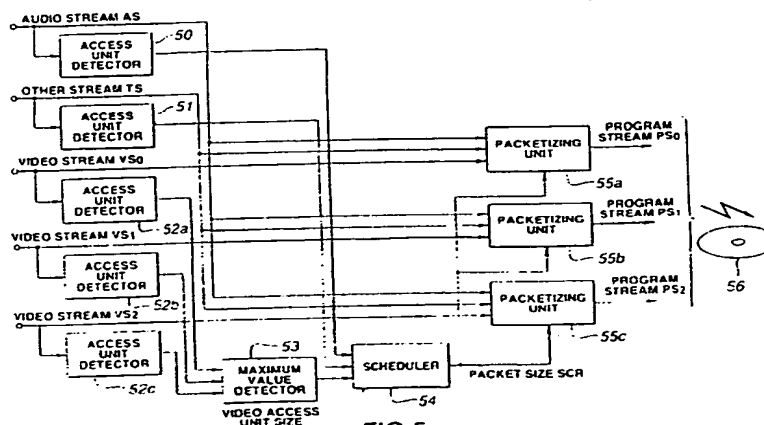 AUDIO STREAM AS
50
ACCESS
UNIT
DETECTOR
OTHER STREAM TS
51
ACCESS
UNIT
DETECTOR
VIDEO STREAM VS0
ACCESS
UNIT
DETECTOR
52a
VIDEO STREAM VS1
ACCESS
UNIT
DETECTOR
52b
VIDEO STREAM VS2
ACCESS
UNIT
DETECTOR
52c
53
MAXIMUM
VALUE
DETECTOR
VIDEO ACCESS
UNIT SIZE
SCHEDULER
54
PACKET SIZE SCR
PACKETIZING
UNIT
55a
PROGRAM
STREAM PS0
PACKETIZING
UNIT
55b
PROGRAM
STREAM PS1
PACKETIZING
UNIT
55c
PROGRAM
STREAM PS2
56